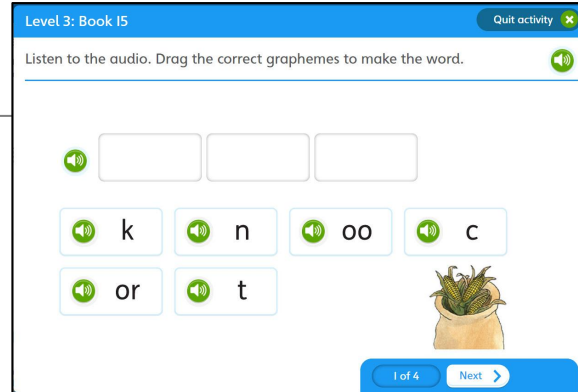 Level 3: Book 15
Quit activity
Listen to the audio. Drag the correct graphemes to make the word.
k n oo c
or t
1 of 4 Next